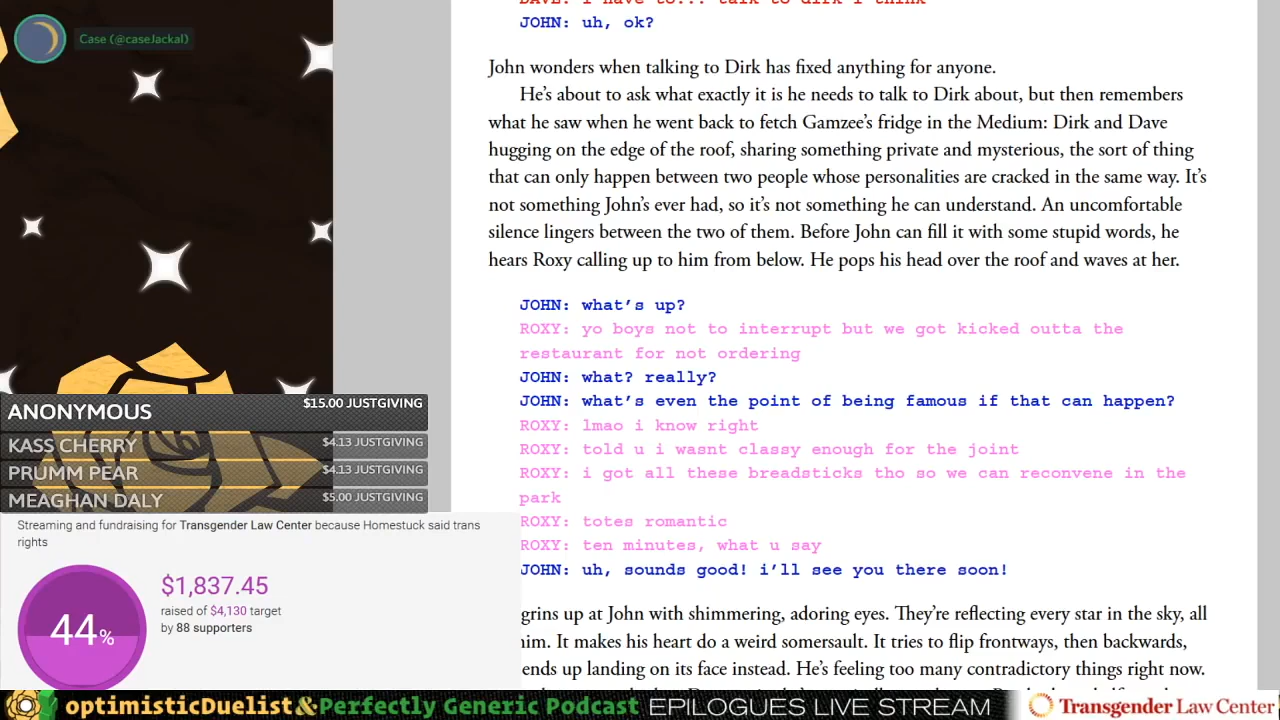 Case (@caseJackal)
JOHN: uh, ok?
John wonders when talking to Dirk has fixed anything for anyone.
He’s about to ask what exactly it is he needs to talk to Dirk about, but then remembers
what he saw when he went back to fetch Gamzee’s fridge in the Medium: Dirk and Dave
hugging on the edge of the roof, sharing something private and mysterious, the sort of thing
that can only happen between two people whose personalities are cracked in the same way. It’s
not something John’s ever had, so it’s not something he can understand. An uncomfortable
silence lingers between the two of them. Before John can fill it with some stupid words, he
hears Roxy calling up to him from below. He pops his head over the roof and waves at her.
JOHN: what’s up?
ROXY: yo boys not to interrupt but we got kicked outta the
restaurant for not ordering
JOHN: what? really?
JOHN: what’s even the point of being famous if that can happen?
ROXY: lmao i know right
ROXY: told u i wasnt classy enough for the joint
ROXY: i got all these breadsticks tho so we can reconvene in the
park
ROXY: totes romantic
ROXY: ten minutes, what u say
JOHN: uh, sounds good! i’ll see you there soon!
grins up at John with shimmering, adoring eyes. They’re reflecting every star in the sky, all
him. It makes his heart do a weird somersault. It tries to flip frontways, then backwards,
ends up landing on its face instead. He’s feeling too many contradictory things right now.
ANONYMOUS $15.00 JUSTGIVING
KASS CHERRY $4.13 JUSTGIVING
PRUMM PEAR $4.13 JUSTGIVING
MEAGHAN DALY $5.00 JUSTGIVING
Streaming and fundraising for Transgender Law Center because Homestuck said trans
rights
44%
$1,837.45
raised of $4,130 target
by 88 supporters
optimisticDuelist&Perfectly Generic Podcast EPILOGUES LIVE STREAM
Transgender Law Center